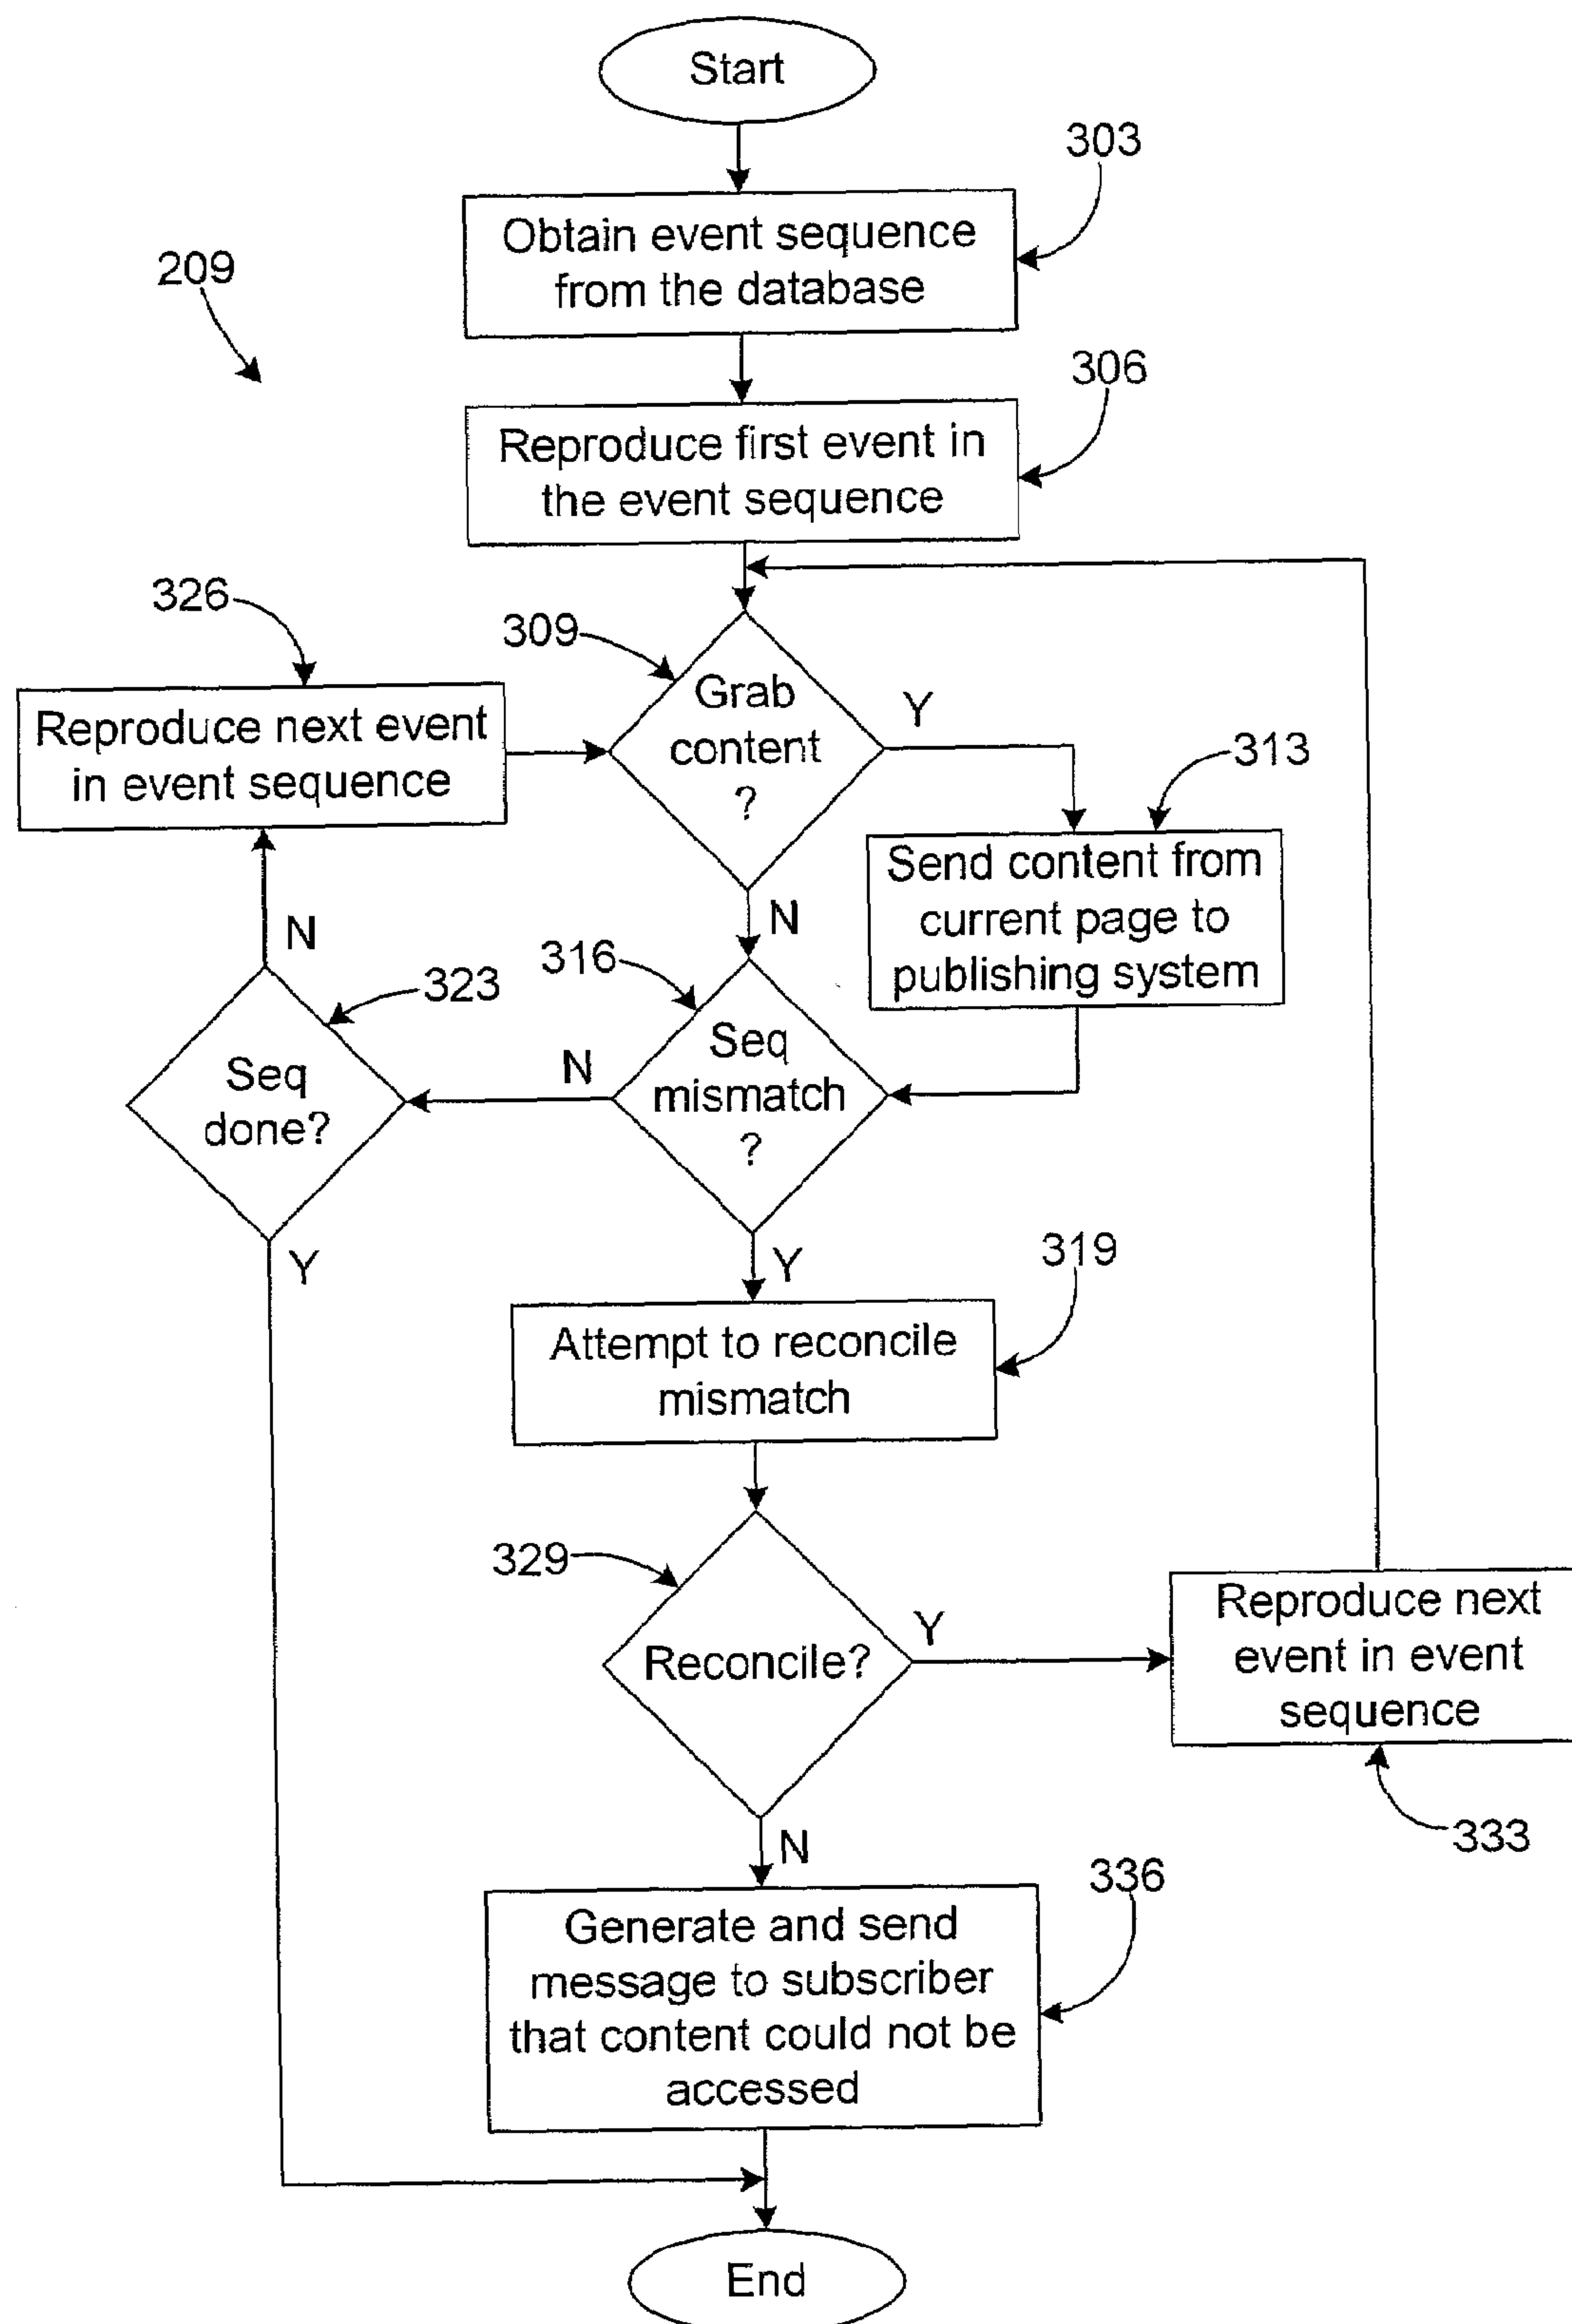 Start
303
Obtain event sequence
from the database
209
306
Reproduce first event in
the event sequence
326
309
Reproduce next event
in event sequence
Grab
content
?
Y
313
Send content from
current page to
publishing system
N
N
316
323
Seq
mismatch
?
N
Seq
done?
Y
Y
319
Attempt to reconcile
mismatch
329
Reconcile?
Y
Reproduce next
event in event
sequence
333
N
336
Generate and send
message to subscriber
that content could not be
accessed
End